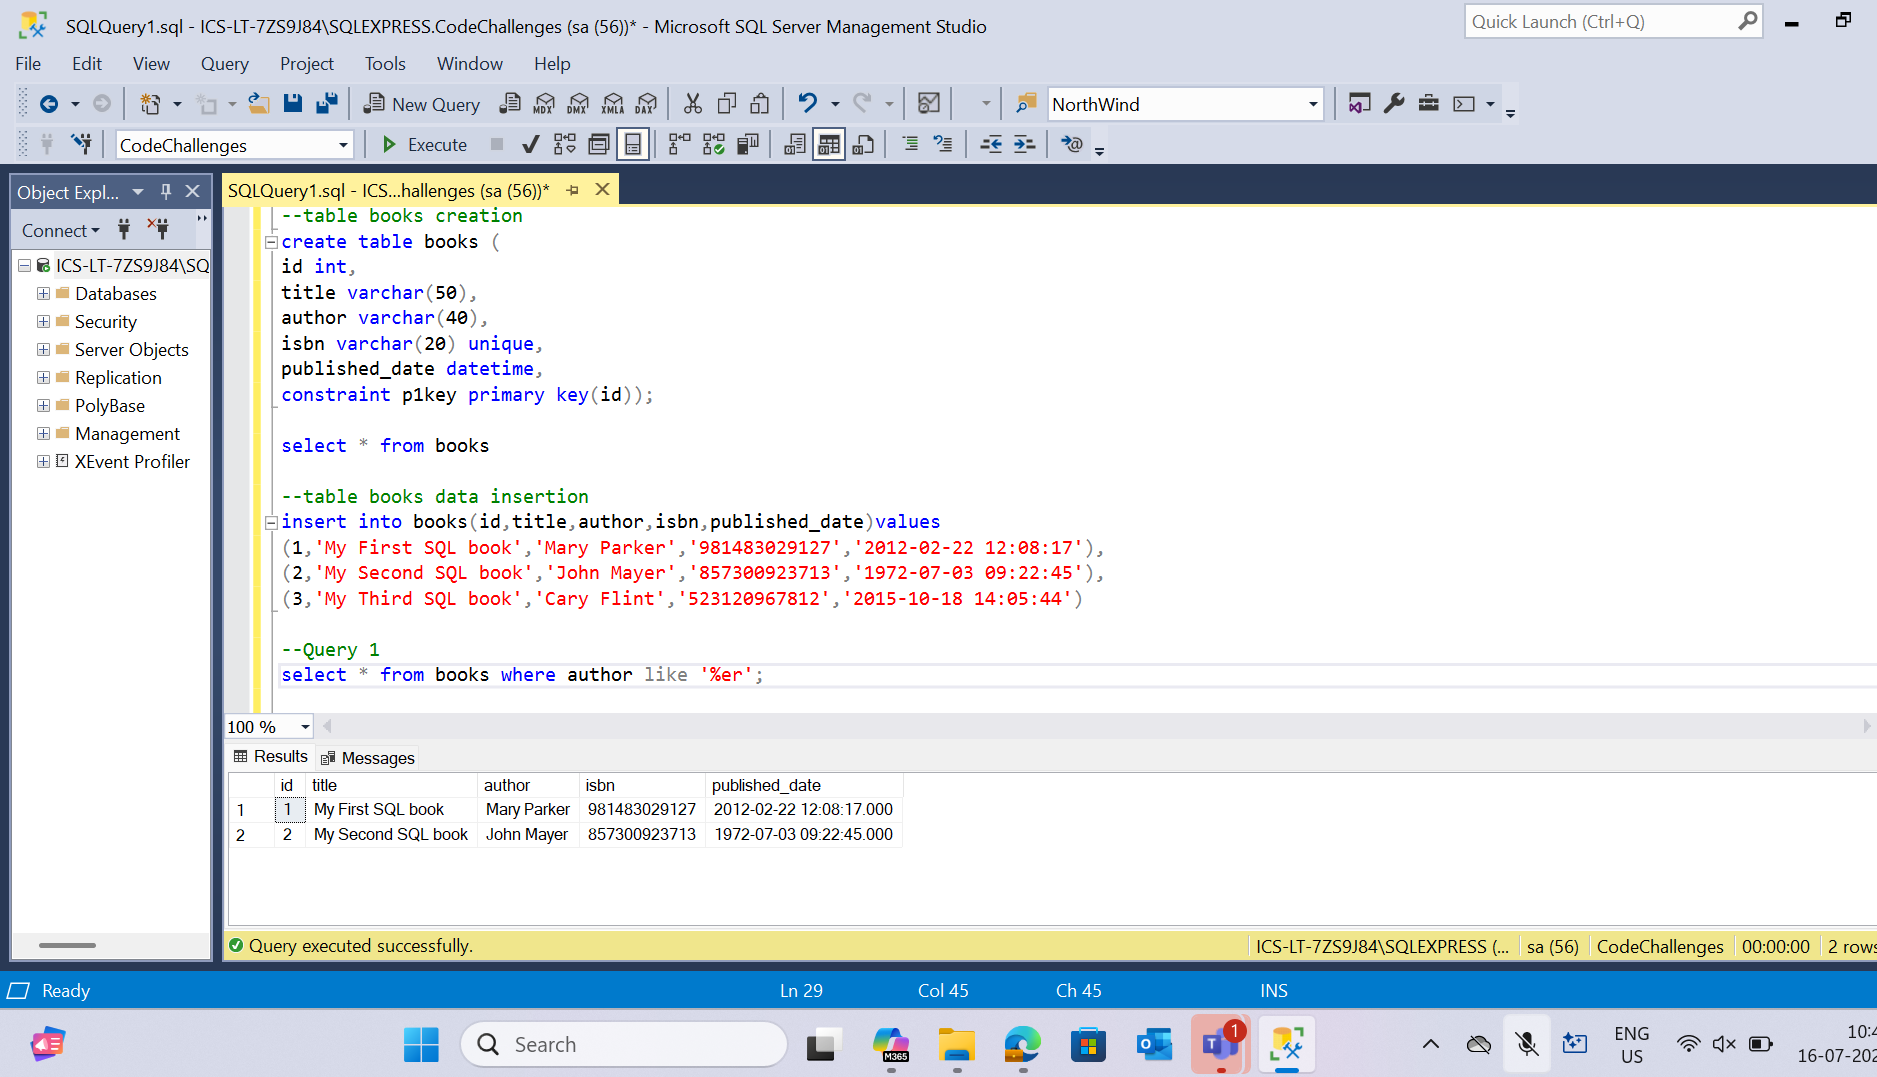 SQLQuery1.sql - ICS-LT-7ZS9J84\SQLEXPRESS.CodeChallenges (sa (56))* - Microsoft SQL Server Management Studio
Quick Launch (Ctrl+Q)
File Edit View Query Project Tools Window Help
New Query MDX DMX XMLA DAX NorthWind
CodeChallenges Execute
Object Expl...
SQLQuery1.sql - ICS...hallenges (sa (56))*
Connect
ICS-LT-7ZS9J84\SQ
Databases
Security
Server Objects
Replication
PolyBase
Management
XEvent Profiler
--table books creation
create table books (
id int,
title varchar(50),
author varchar(40),
isbn varchar(20) unique,
published_date datetime,
constraint p1key primary key(id));
select * from books
--table books data insertion
insert into books(id,title,author,isbn,published_date)values
(1,'My First SQL book','Mary Parker','981483029127','2012-02-22 12:08:17'),
(2,'My Second SQL book','John Mayer','857300923713','1972-07-03 09:22:45'),
(3,'My Third SQL book','Cary Flint','523120967812','2015-10-18 14:05:44')
--Query 1
select * from books where author like '%er';
100 %
Results Messages
id title author isbn published_date
1 1 My First SQL book Mary Parker 981483029127 2012-02-22 12:08:17.000
2 2 My Second SQL book John Mayer 857300923713 1972-07-03 09:22:45.000
Query executed successfully. ICS-LT-7ZS9J84\SQLEXPRESS (... sa (56) CodeChallenges 00:00:00 2 rows
Ready Ln 29 Col 45 Ch 45 INS
Search
M365
1
ENG
US
10:4
16-07-202